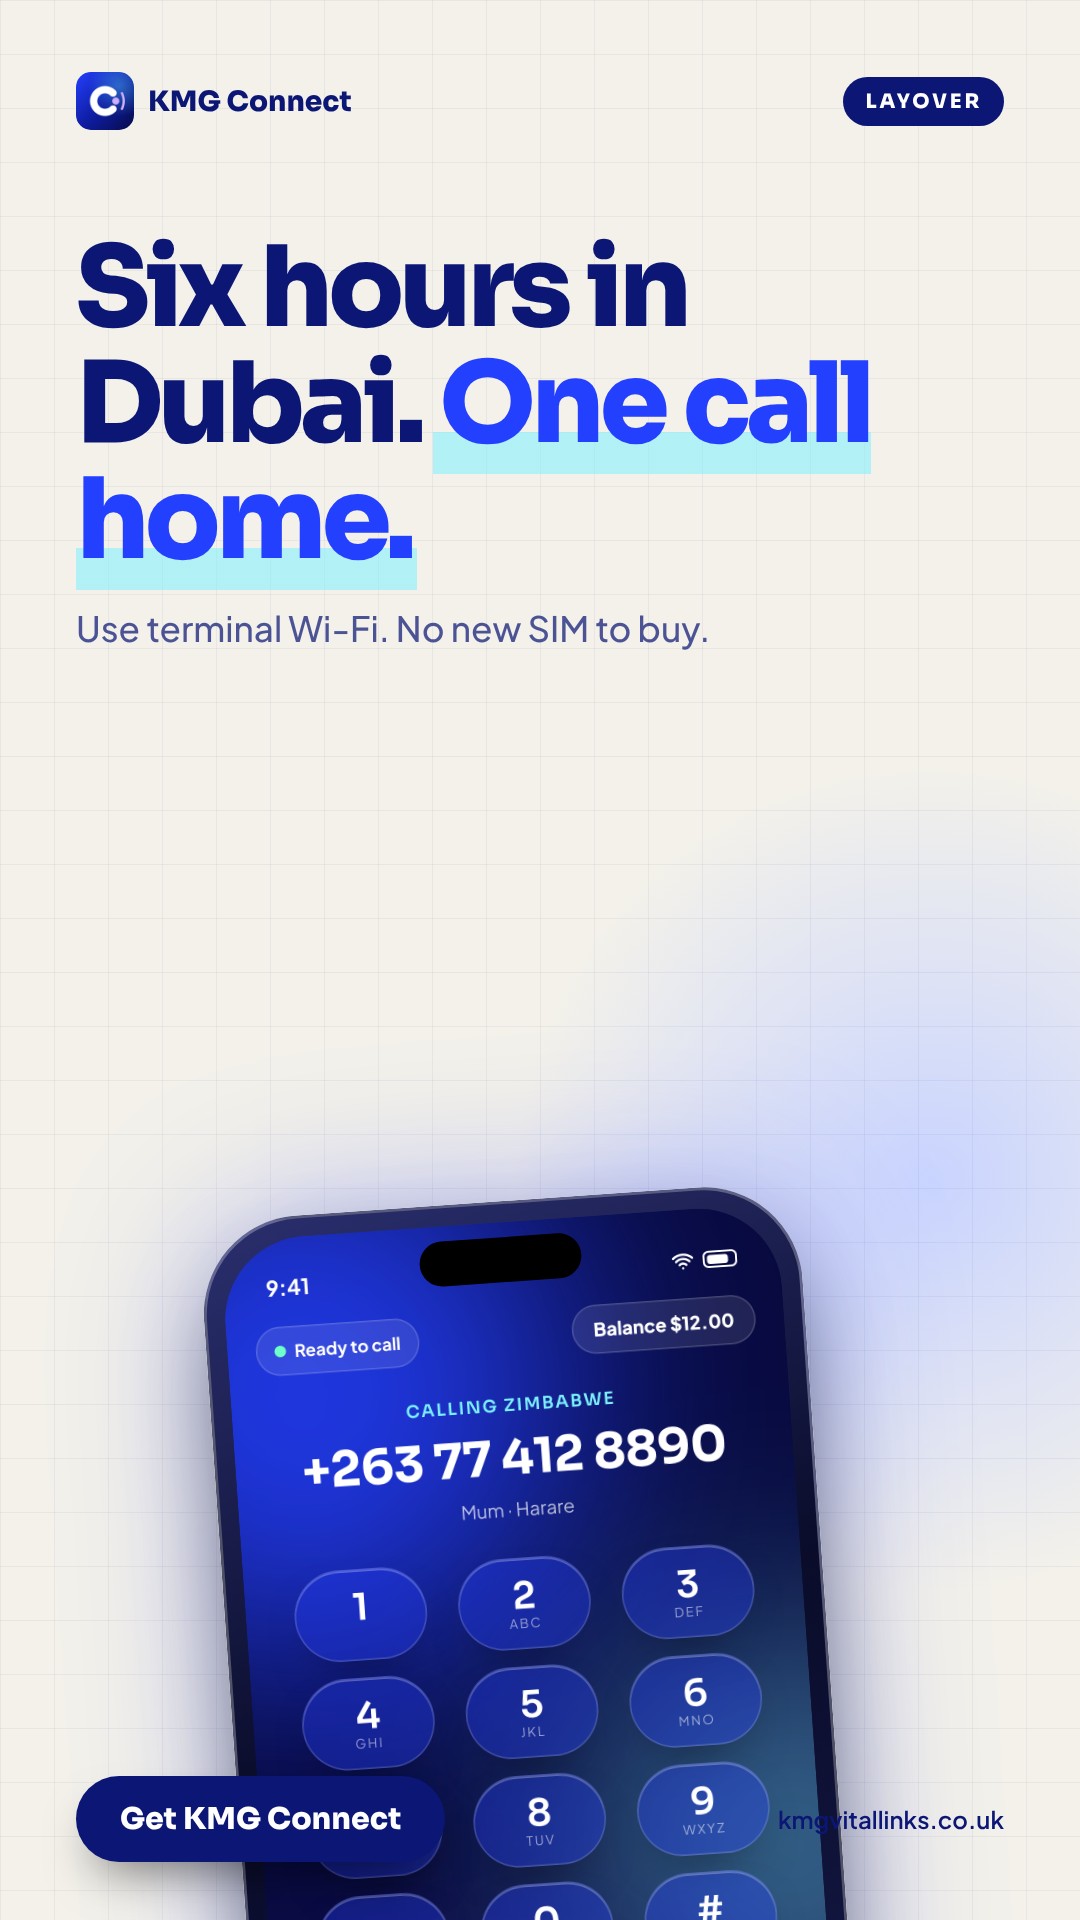 KMG Connect
LAYOVER
Six hours in
Dubai. One call
home.
Use terminal Wi-Fi. No new SIM to buy.
9:41
Ready to call
Balance $12.00
CALLING ZIMBABWE
+263 77 412 8890
Mum · Harare
1
2
ABC
3
DEF
4
GHI
5
JKL
6
MNO
Get KMG Connect
8
TUV
9
WXYZ
kmgvitallinks.co.uk
0
#